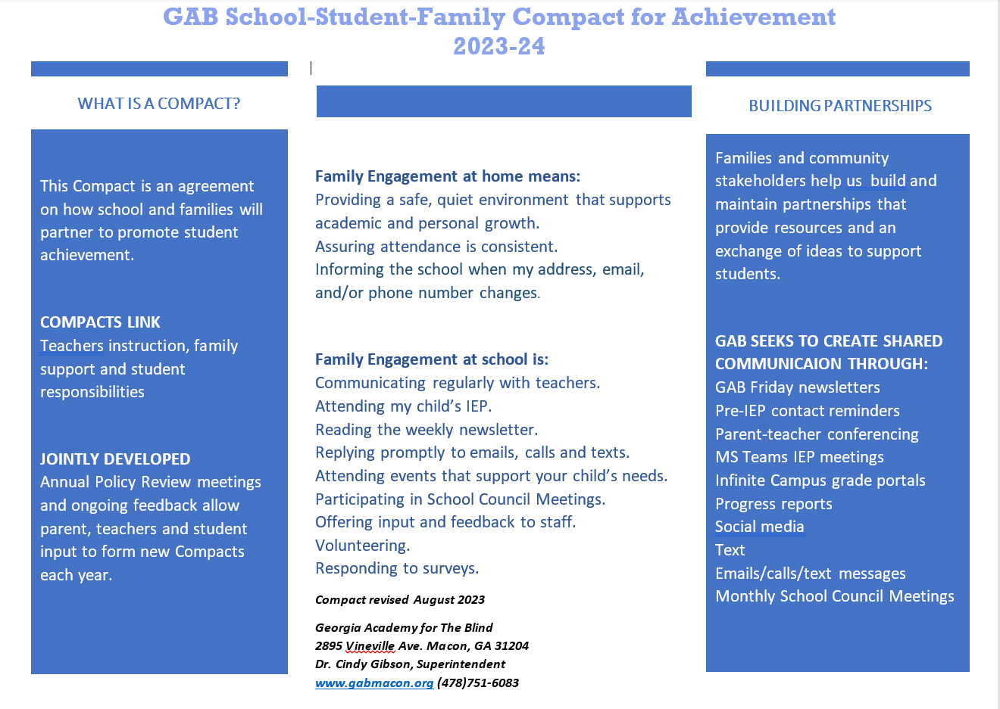 GAB School-Student-Family Compact for Achievement
2023-24
WHAT IS A COMPACT?
This Compact is an agreement
on how school and families will
partner to promote student
achievement.
COMPACTS LINK
Teachers instruction, family
support and student
responsibilities
JOINTLY DEVELOPED
Annual Policy Review meetings
and ongoing feedback allow
parent, teachers and student
input to form new Compacts
each year.
Family Engagement at home means:
Providing a safe, quiet environment that supports
academic and personal growth.
Assuring attendance is consistent.
Informing the school when my address, email,
and/or phone number changes.
Family Engagement at school is:
Communicating regularly with teachers.
Attending my child’s IEP.
Reading the weekly newsletter.
Replying promptly to emails, calls and texts.
Attending events that support your child’s needs.
Participating in School Council Meetings.
Offering input and feedback to staff.
Volunteering.
Responding to surveys.
Compact revised August 2023
Georgia Academy for The Blind
2895 Vineville Ave. Macon, GA 31204
Dr. Cindy Gibson, Superintendent
www.gabmacon.org (478)751-6083
BUILDING PARTNERSHIPS
Families and community
stakeholders help us build and
maintain partnerships that
provide resources and an
exchange of ideas to support
students.
GAB SEEKS TO CREATE SHARED
COMMUNICAION THROUGH:
GAB Friday newsletters
Pre-IEP contact reminders
Parent-teacher conferencing
MS Teams IEP meetings
Infinite Campus grade portals
Progress reports
Social media
Text
Emails/calls/text messages
Monthly School Council Meetings